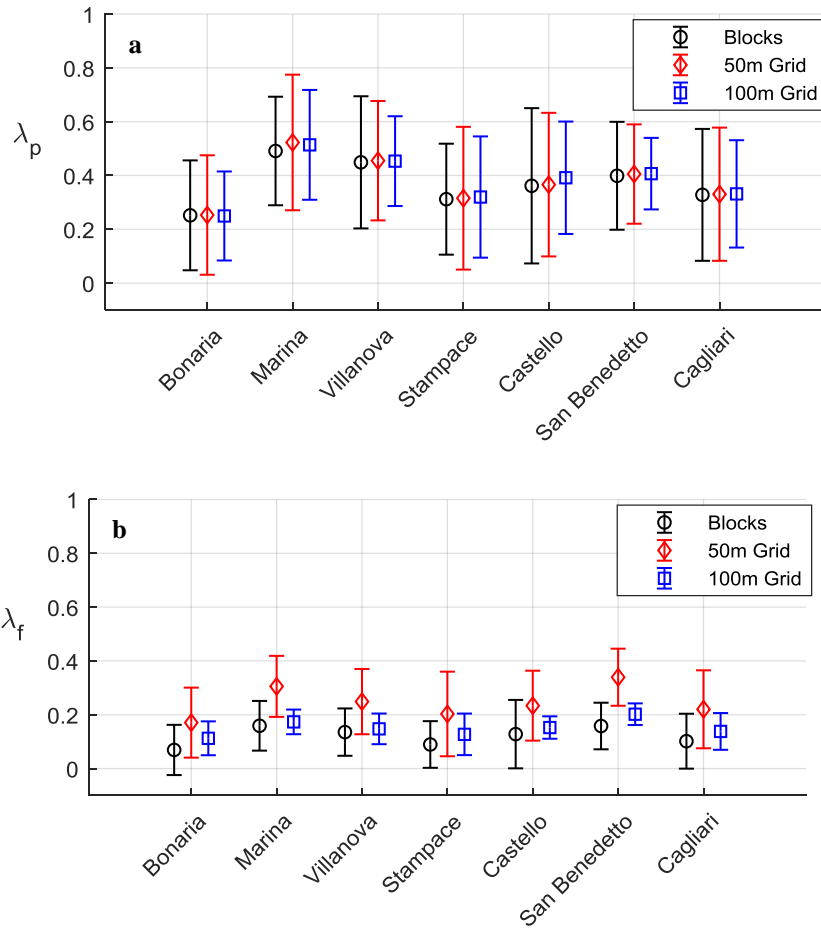 a
1
0.8
0.6
0.4
0.2
0
λp
Blocks
50m Grid
100m Grid
Bonaria
Marina
Villanova
Stampace
Castello
San Benedetto
Cagliari
b
1
0.8
0.6
0.4
0.2
0
λf
Blocks
50m Grid
100m Grid
Bonaria
Marina
Villanova
Stampace
Castello
San Benedetto
Cagliari